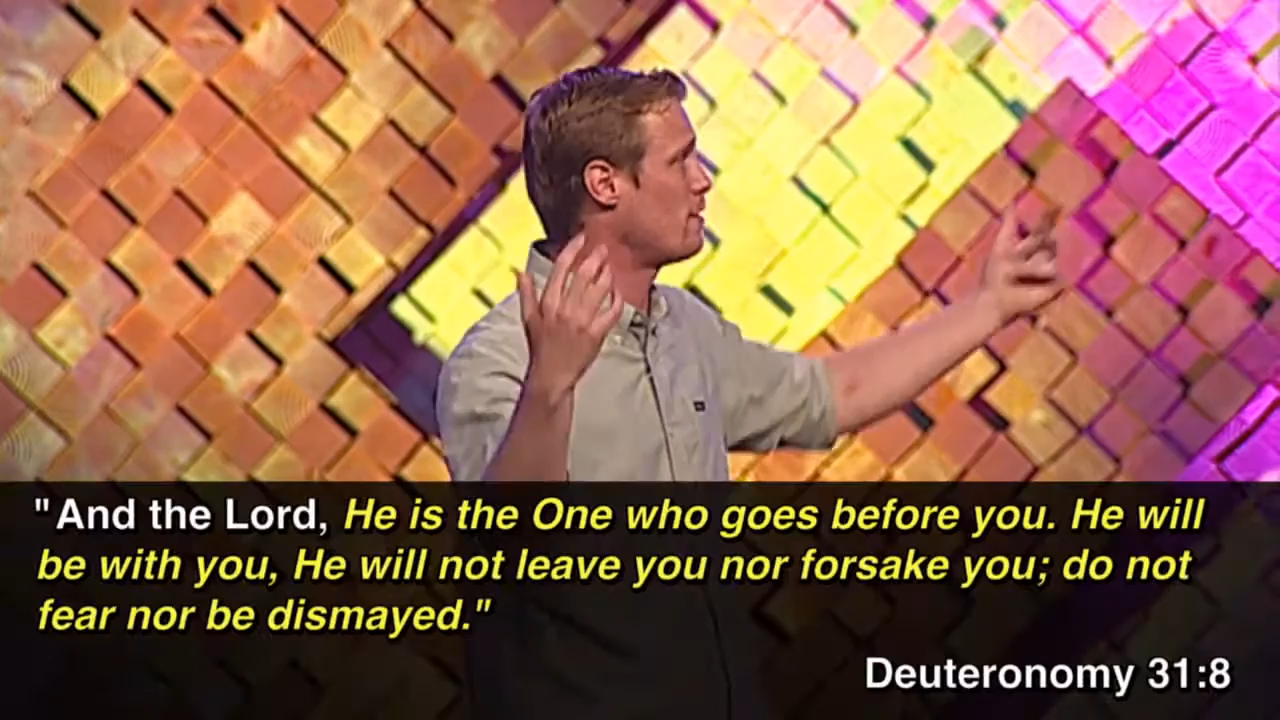 "And the Lord, He is the One who goes before you. He will
be with you, He will not leave you nor forsake you; do not
fear nor be dismayed."
Deuteronomy 31:8